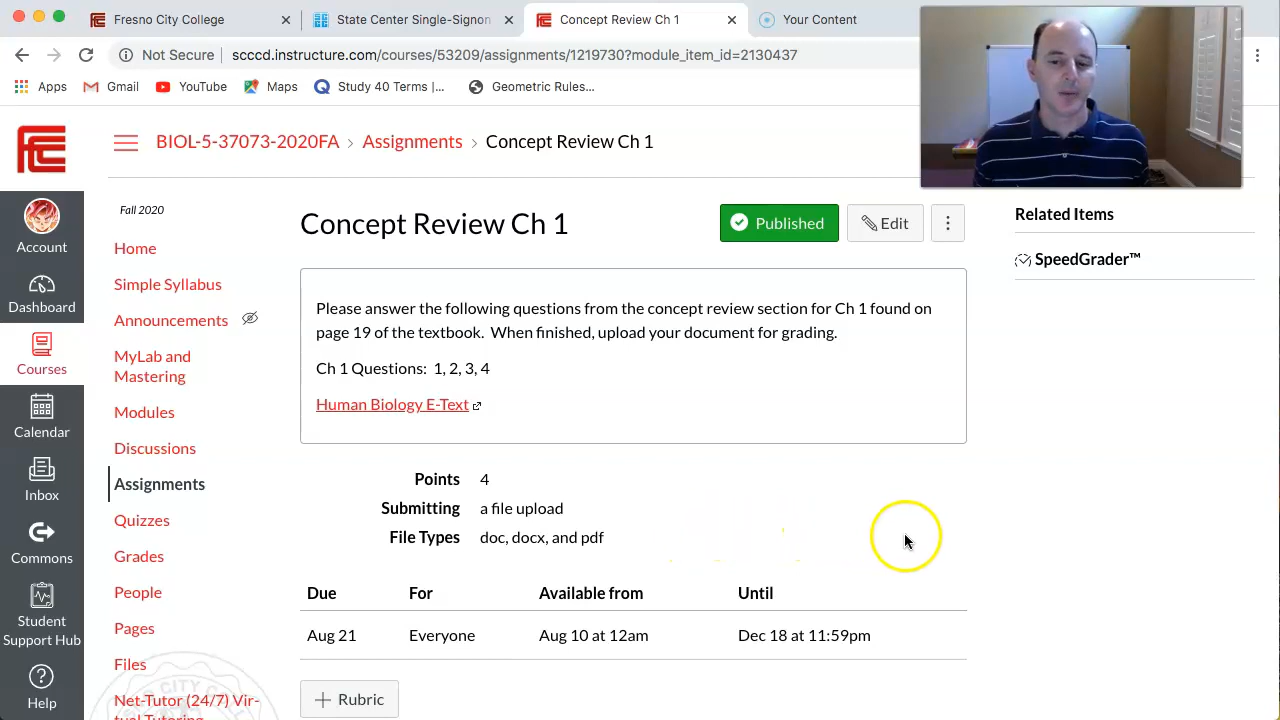 Fresno City College
State Center Single-Signon
Concept Review Ch 1
Your Content
Not Secure
scccd.instructure.com/courses/53209/assignments/1219730?module_item_id=2130437
Apps
Gmail
YouTube
Maps
Study 40 Terms |...
Geometric Rules...
BIOL-5-37073-2020FA › Assignments › Concept Review Ch 1
Account
Dashboard
Courses
Calendar
Inbox
Commons
Student
Support Hub
Help
Fall 2020
Home
Simple Syllabus
Announcements
MyLab and
Mastering
Modules
Discussions
Assignments
Quizzes
Grades
People
Pages
Files
Net-Tutor (24/7) Vir-
tual Tutoring
Concept Review Ch 1
Published
Edit
Please answer the following questions from the concept review section for Ch 1 found on
page 19 of the textbook. When finished, upload your document for grading.
Ch 1 Questions: 1, 2, 3, 4
Human Biology E-Text
Points 4
Submitting a file upload
File Types doc, docx, and pdf
Due For Available from Until
Aug 21 Everyone Aug 10 at 12am Dec 18 at 11:59pm
+ Rubric
Related Items
SpeedGrader™